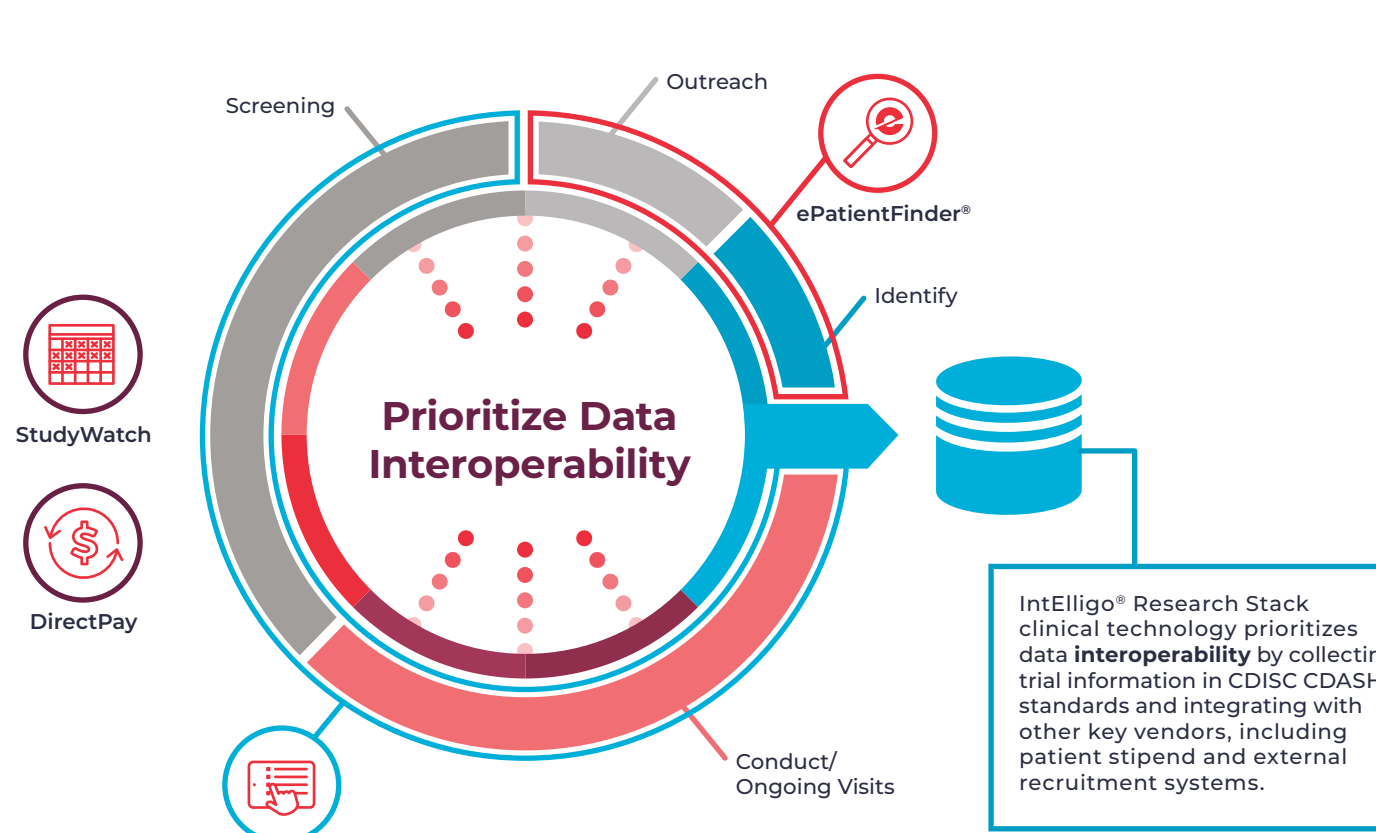 Outreach
Screening
ePatientFinder®
Identify
Prioritize Data
Interoperability
StudyWatch
DirectPay
IntElligo® Research Stack
clinical technology prioritizes
data interoperability by
trial information in CDISC
standards and integrating with
other key vendors, including
patient stipend and external
recruitment systems.
Conduct/
Ongoing Visits